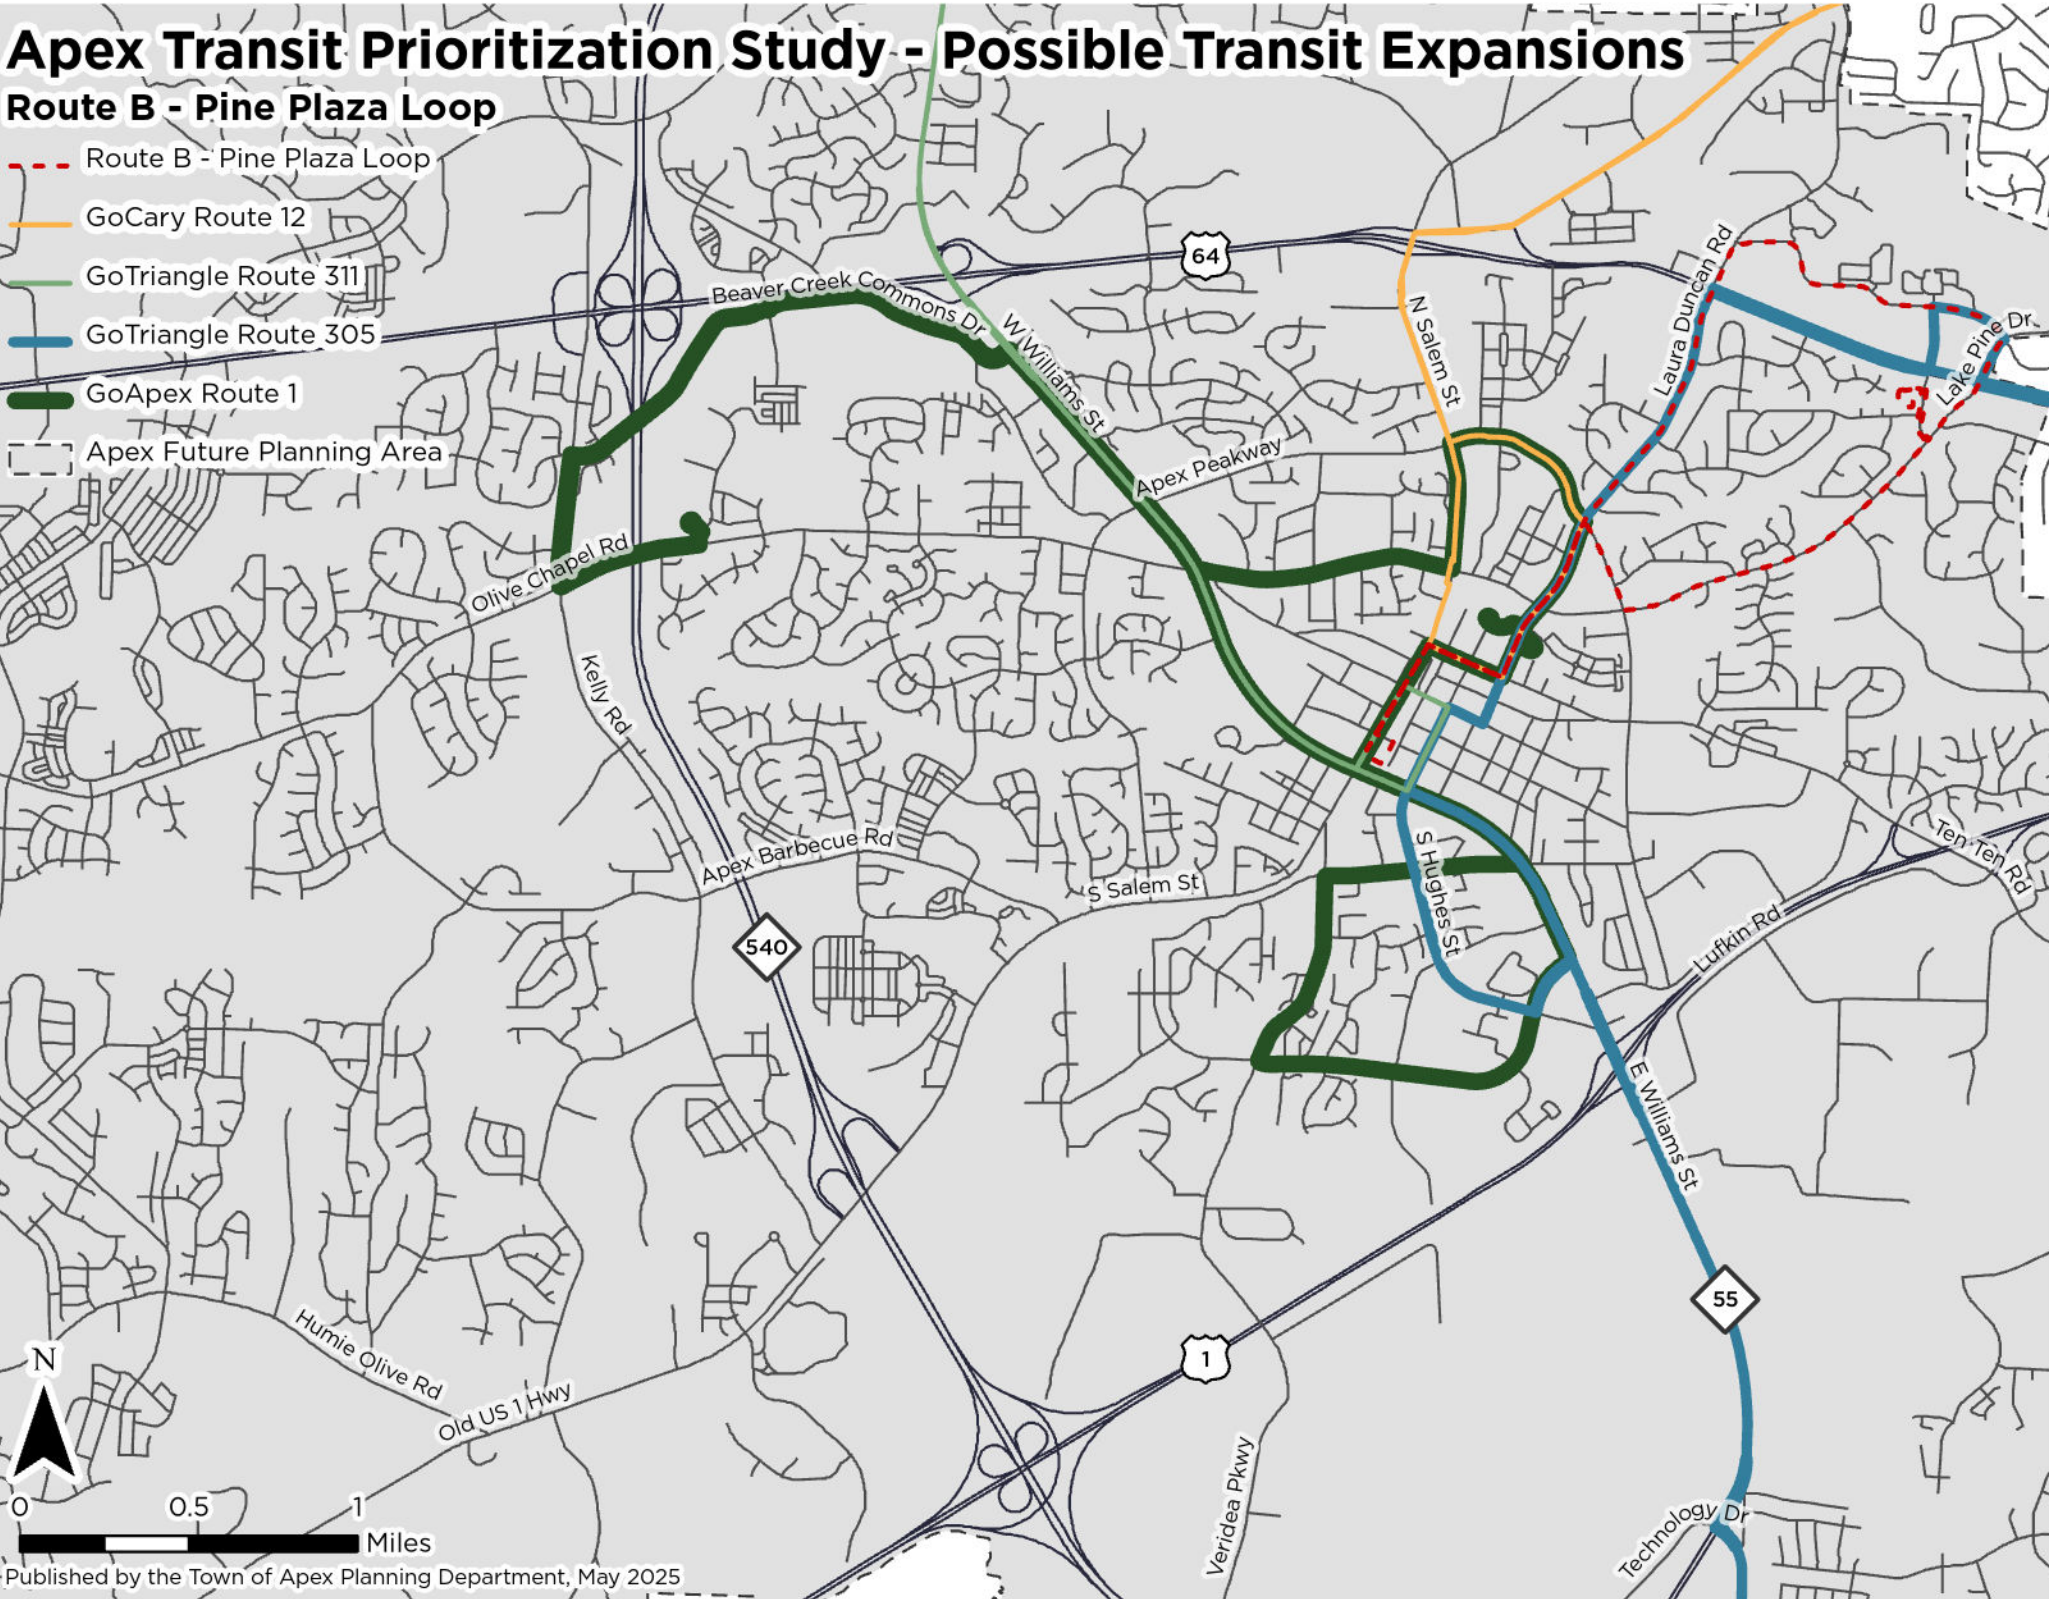 Apex Transit Prioritization Study - Possible Transit Expansions
Route B - Pine Plaza Loop
Route B - Pine Plaza Loop
GoCary Route 12
GoTriangle Route 311
GoTriangle Route 305
GoApex Route 1
Apex Future Planning Area
64
Beaver Creek Commons Dr
W Williams St
N Salem St
Laura Duncan Rd
Lake Pine Dr
Apex Peakway
Olive Chapel Rd
Kelly Rd
Apex Barbecue Rd
S Salem St
S Hughes St
Ten Ten Rd
Lufkin Rd
540
E Williams St
55
Humie Olive Rd
Old US 1 Hwy
1
Veridea Pkwy
Technology Dr
N
0 0.5 1
Miles
Published by the Town of Apex Planning Department, May 2025